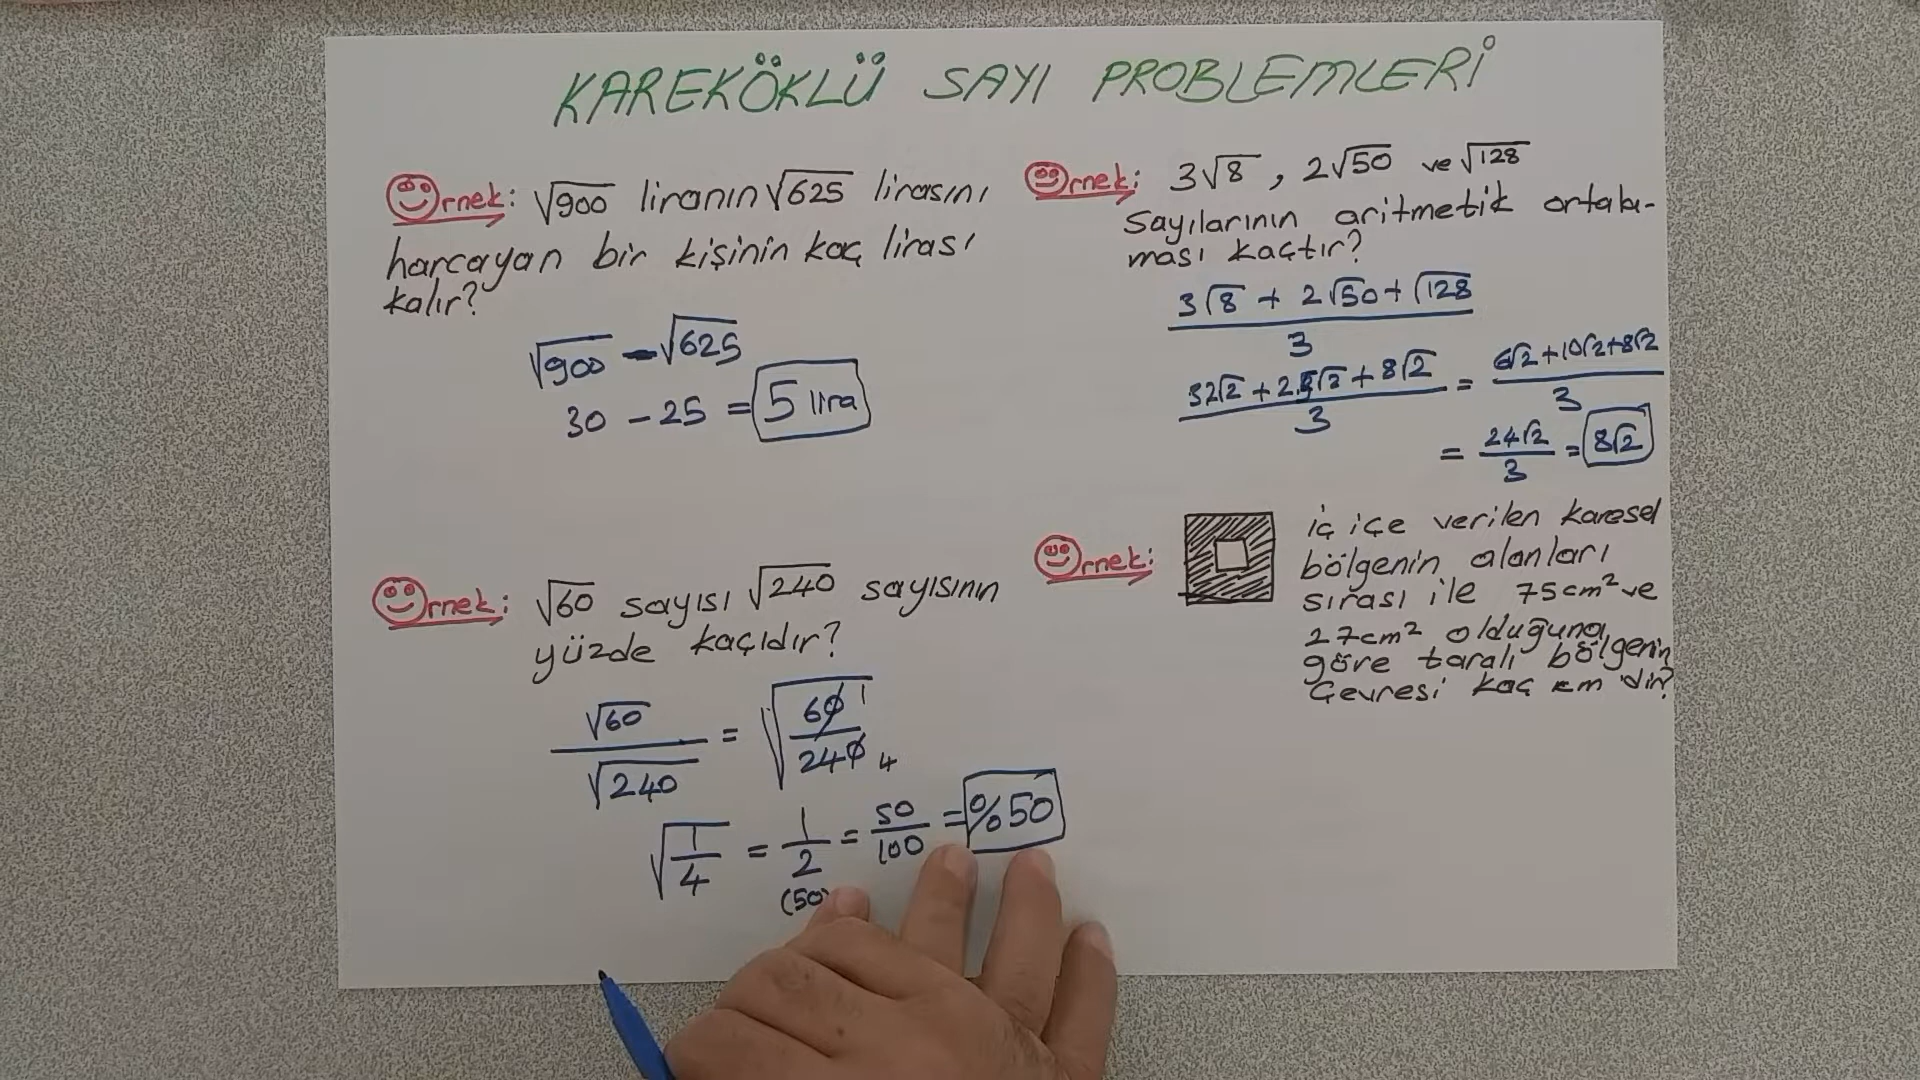 KAREKÖKLÜ SAYI PROBLEMLERİ
Örnek: √900 liranın √625 lirasını
harcayan bir kişinin kaç lirası
kalır?
√900 - √625
30 - 25 = 5 lira
Örnek: √60 sayısı √240 sayısının
yüzde kaçıdır?
√60 / √240 = √(60/240) 1 4
√(1/4) = 1/2 = 50/100 = %50
(50)
Örnek: 3√8, 2√50 ve √128
sayılarının aritmetik ortala-
ması kaçtır?
3√8 + 2√50 + √128
3
32√2 + 2.5√2 + 8√2 / 3 = 6√2+10√2+8√2 / 3
= 24√2 / 3 = 8√2
Örnek: iç içe verilen karesel
bölgenin alanları
sırası ile 75cm² ve
27cm² olduğuna
göre taralı bölgenin
Çevresi kaç cm'dir?